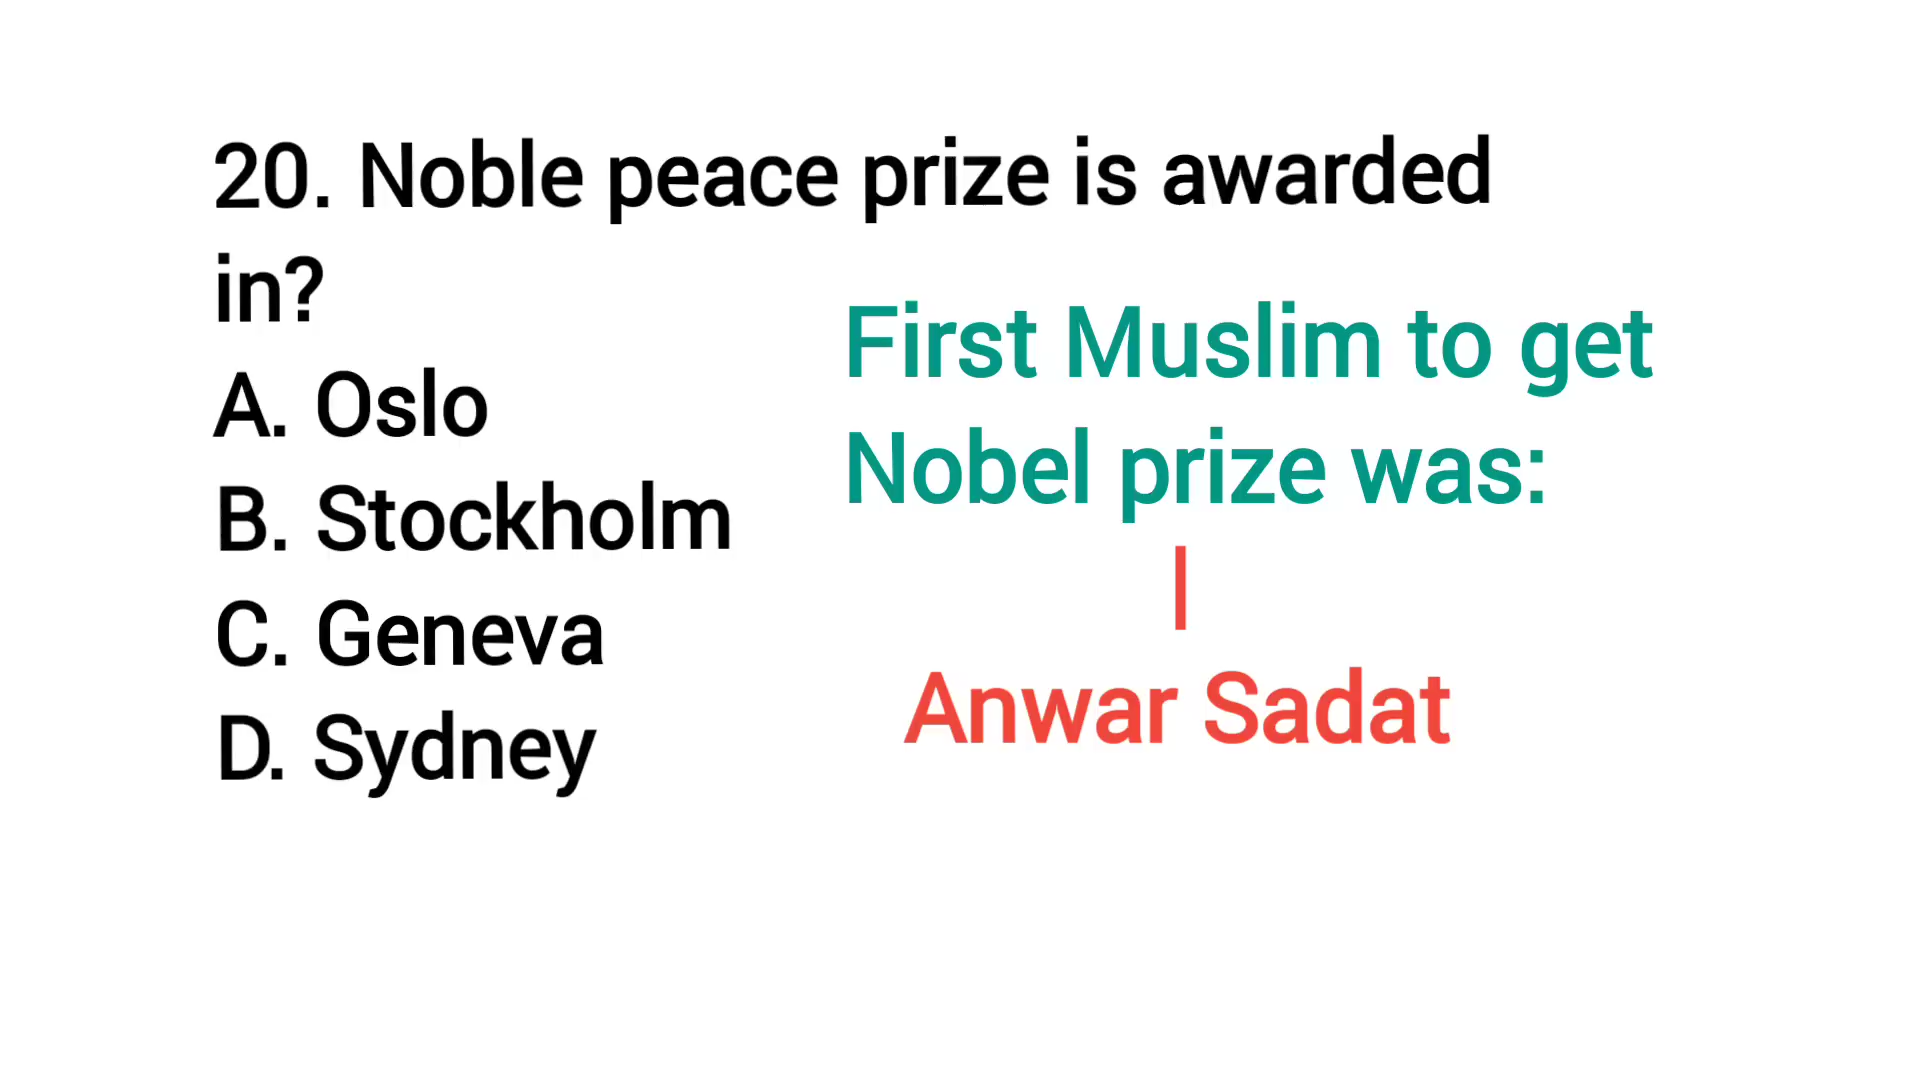 20. Noble peace prize is awarded
in?
A. Oslo
B. Stockholm
C. Geneva
D. Sydney
First Muslim to get
Nobel prize was:
|
Anwar Sadat